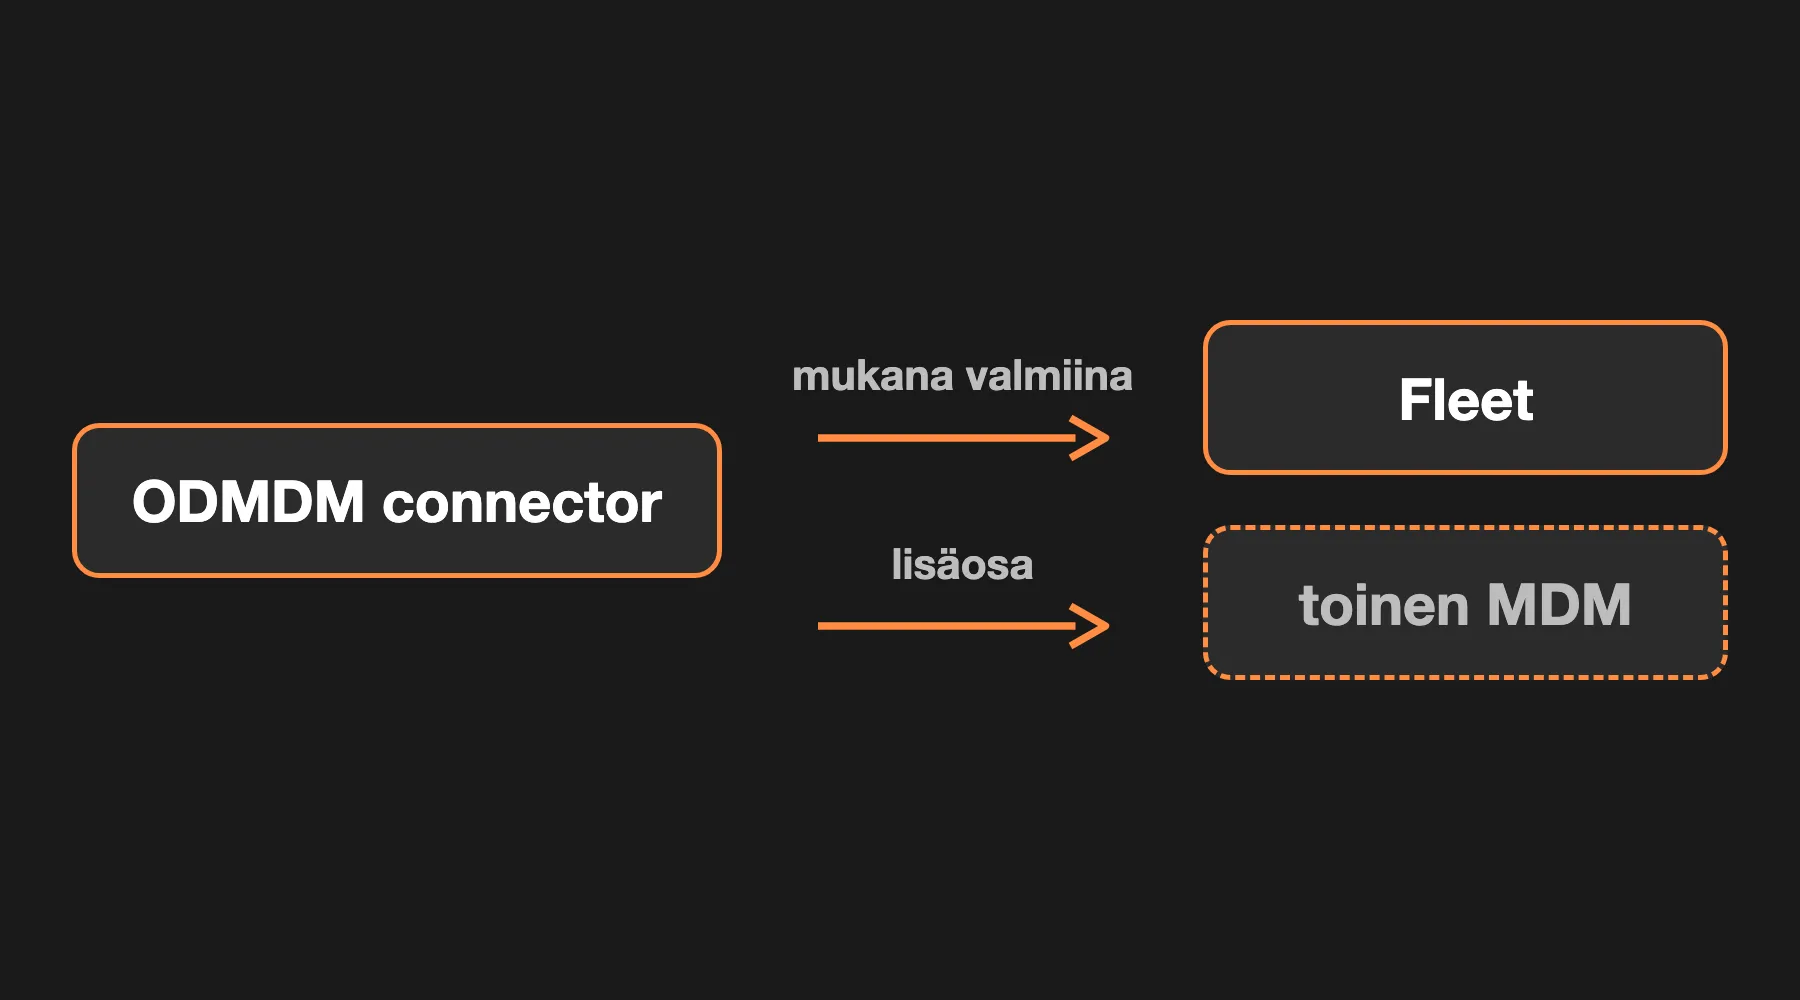 ODMDM connector
mukana valmiina
Fleet
lisäosa
toinen MDM